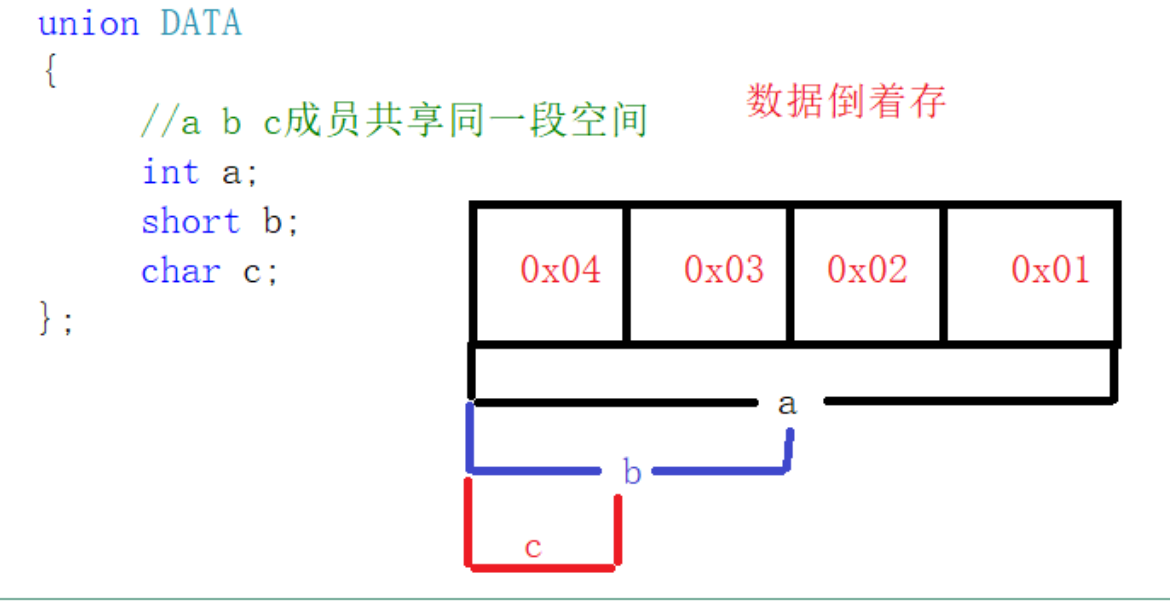 union DATA
{
//a b c成员共享同一段空间
数据倒着存
int a;
short b;
char c;
};
0x04 0x03 0x02 0x01
a
b
c